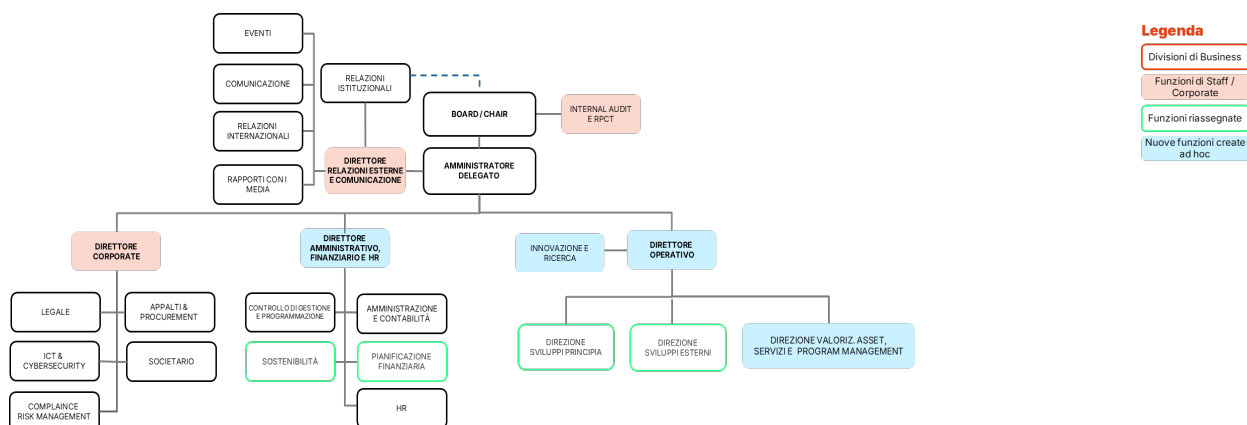 EVENTI
COMUNICAZIONE
RELAZIONI
INTERNAZIONALI
RAPPORTI CON I
MEDIA
RELAZIONI
ISTITUZIONALI
BOARD / CHAIR
INTERNAL AUDIT
E RPCT
DIRETTORE
RELAZIONI ESTERNE
E COMUNICAZIONE
AMMINISTRATORE
DELEGATO
Legenda
Divisioni di Business
Funzioni di Staff /
Corporate
Funzioni riassegnate
Nuove funzioni create
ad hoc
DIRETTORE
CORPORATE
LEGALE
APPALTI &
PROCUREMENT
ICT &
CYBERSECURITY
SOCIETARIO
COMPLAINCE
RISK MANAGEMENT
DIRETTORE
AMMINISTRATIVO,
FINANZIARIO E HR
CONTROLLO DI GESTIONE
E PROGRAMMAZIONE
AMMINISTRAZIONE
E CONTABILITÀ
SOSTENIBILITÀ
PIANIFICAZIONE
FINANZIARIA
HR
INNOVAZIONE E
RICERCA
DIRETTORE
OPERATIVO
DIREZIONE
SVILUPPI PRINCIPIA
DIREZIONE
SVILUPPI ESTERNI
DIREZIONE VALORIZ. ASSET,
SERVIZI E PROGRAM MANAGEMENT